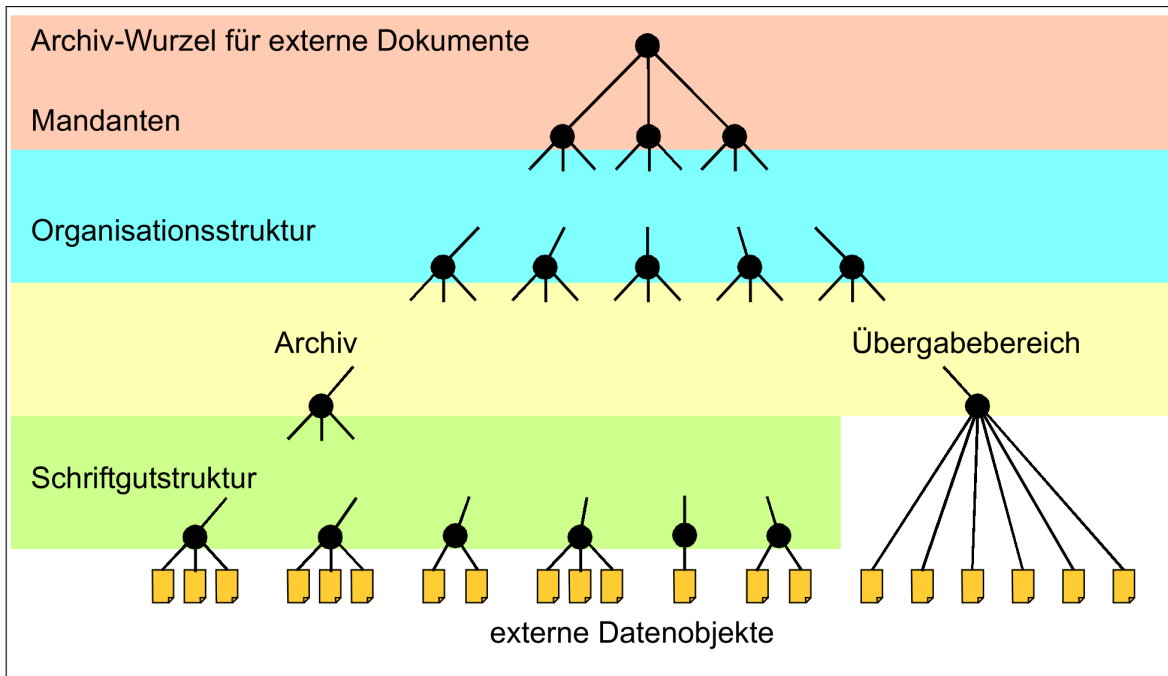 Archiv-Wurzel für externe Dokumente
Mandanten
Organisationsstruktur
Archiv
Übergabebereich
Schriftgutstruktur
externe Datenobjekte